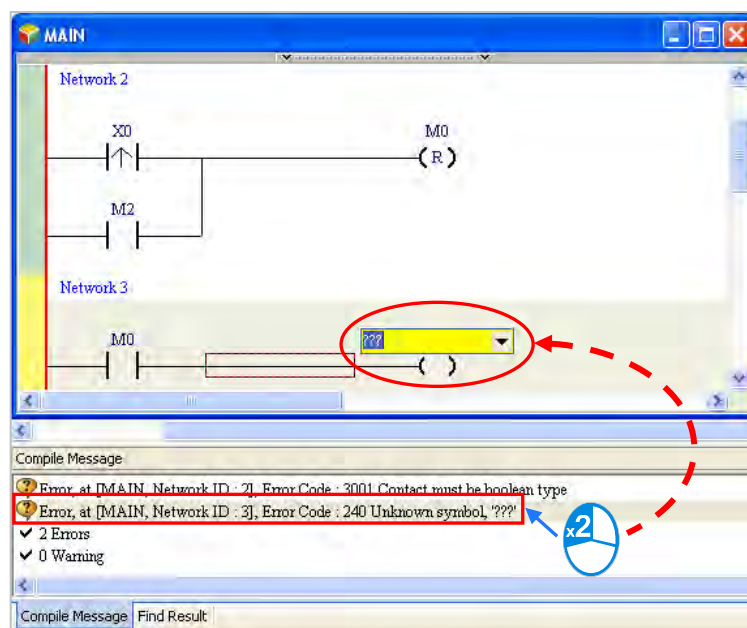 MAIN
Network 2
X0
M0
( R )
M2
Network 3
M0
???
Compile Message
Error, at [MAIN, Network ID : 2], Error Code : 3001 Contact must be boolean type
Error, at [MAIN, Network ID : 3], Error Code : 240 Unknown symbol, '???'
2 Errors
0 Warning
x2
Compile Message Find Result